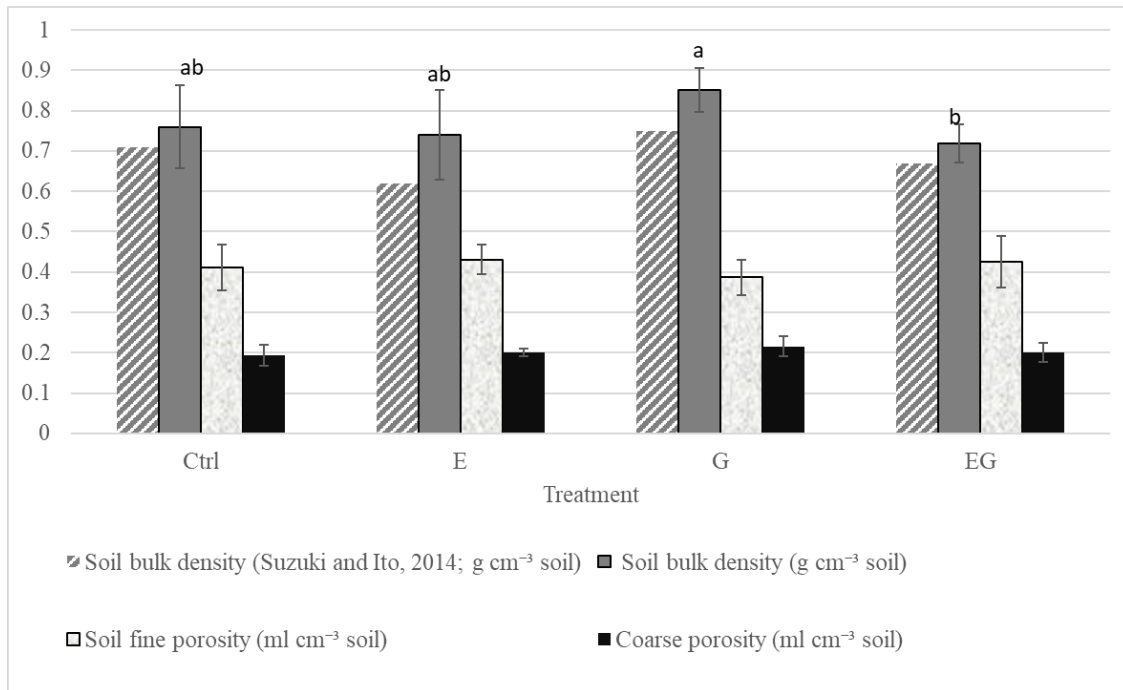 1
0.9
0.8
0.7
0.6
0.5
0.4
0.3
0.2
0.1
0
ab
ab
a
b
Ctrl E G EG
Treatment
Soil bulk density (Suzuki and Ito, 2014; g cm⁻³ soil) Soil bulk density (g cm⁻³ soil)
Soil fine porosity (ml cm⁻³ soil) Coarse porosity (ml cm⁻³ soil)